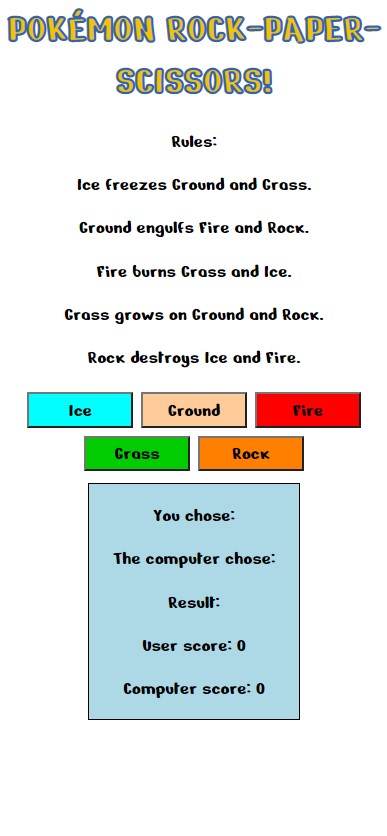 POKÉMON ROCK-PAPER-
SCISSORS!
Rules:
Ice freezes Ground and Grass.
Ground engulfs Fire and Rock.
Fire burns Grass and Ice.
Grass grows on Ground and Rock.
Rock destroys Ice and Fire.
Ice Ground Fire
Grass Rock
You chose:
The computer chose:
Result:
User score: 0
Computer score: 0